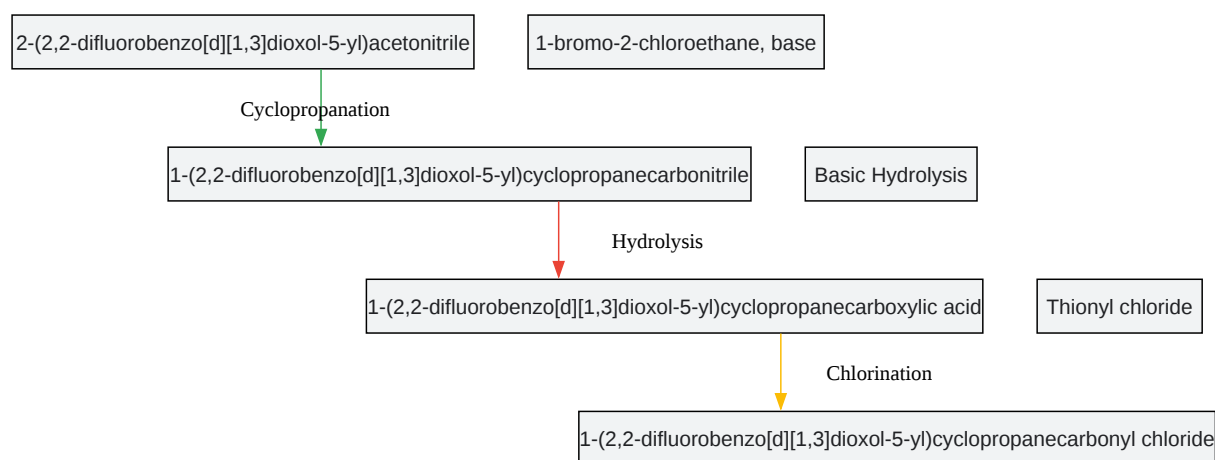 2-(2,2-difluorobenzo[d][1,3]dioxol-5-yl)acetonitrile
1-bromo-2-chloroethane, base
Cyclopropanation
1-(2,2-difluorobenzo[d][1,3]dioxol-5-yl)cyclopropanecarbonitrile
Basic Hydrolysis
Hydrolysis
1-(2,2-difluorobenzo[d][1,3]dioxol-5-yl)cyclopropanecarboxylic acid
Thionyl chloride
Chlorination
1-(2,2-difluorobenzo[d][1,3]dioxol-5-yl)cyclopropanecarbonyl chloride